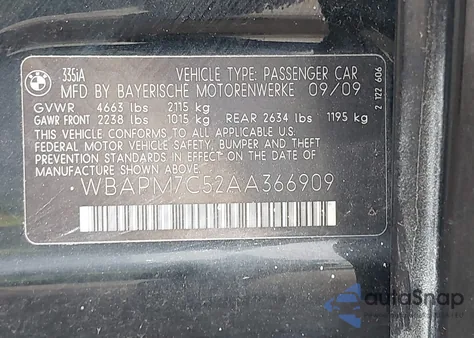 335iA VEHICLE TYPE: PASSENGER CAR
MFD BY BAYERISCHE MOTORENWERKE 09/09
GVWR 4663 lbs 2115 kg
GAWR FRONT 2238 lbs 1015 kg REAR 2634 lbs 1195 kg
THIS VEHICLE CONFORMS TO ALL APPLICABLE U.S.
FEDERAL MOTOR VEHICLE SAFETY, BUMPER, AND THEFT
PREVENTION STANDARDS IN EFFECT ON THE DATE OF
MANUFACTURE SHOWN ABOVE.
WBAPM7C52AA366909
2 122 606
autoSnap